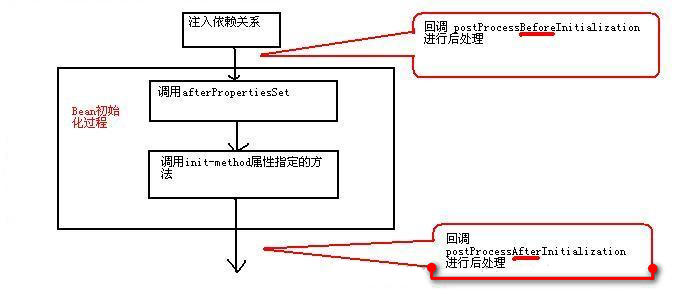 注入依赖关系
回调 postProcessBeforeInitialization
进行后处理
调用afterPropertiesSet
Bean初始
化过程
调用init-method属性指定的方
法
回调
postProcessAfterInitialization
进行后处理